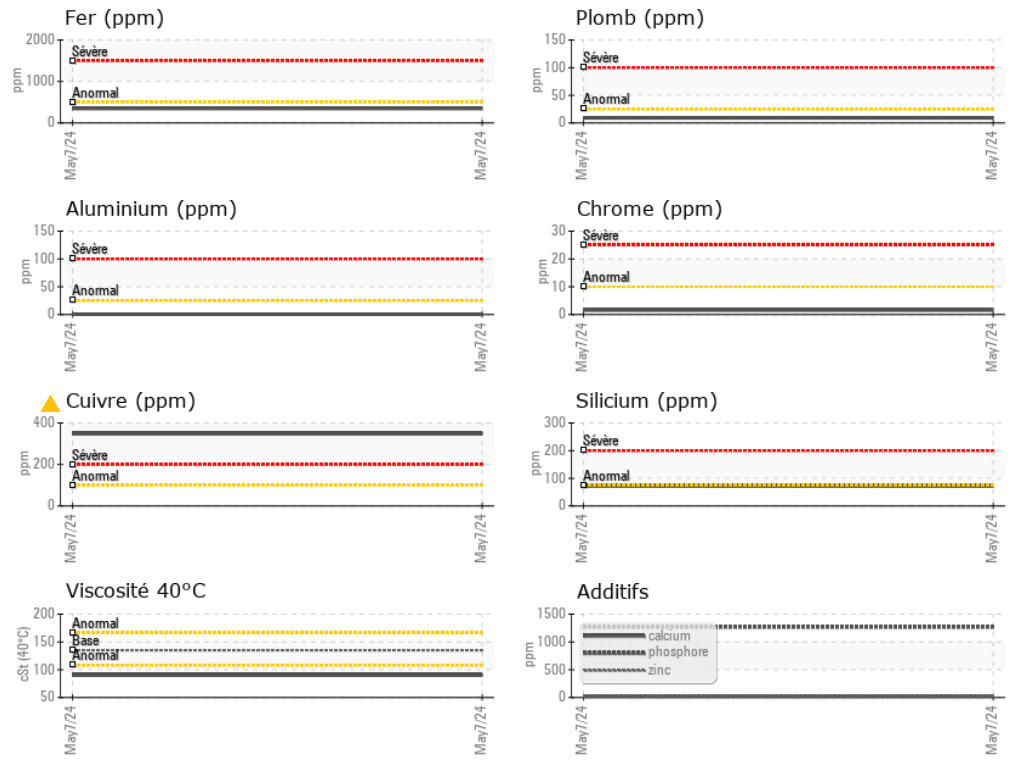 Fer (ppm)
2000
1000
0
ppm
Sévère
Anormal
May7/24
May7/24
Plomb (ppm)
150
100
50
0
ppm
Sévère
Anormal
May7/24
May7/24
Aluminium (ppm)
150
100
50
0
ppm
Sévère
Anormal
May7/24
May7/24
Chrome (ppm)
30
20
10
0
ppm
Sévère
Anormal
May7/24
May7/24
Cuivre (ppm)
400
200
0
ppm
Sévère
Anormal
May7/24
May7/24
Silicium (ppm)
300
200
100
0
ppm
Sévère
Anormal
May7/24
May7/24
Viscosité 40°C
200
150
100
50
cSt (40°C)
Anormal
Base
Anormal
May7/24
May7/24
Additifs
1500
1000
500
0
ppm
calcium
phosphore
zinc
May7/24
May7/24